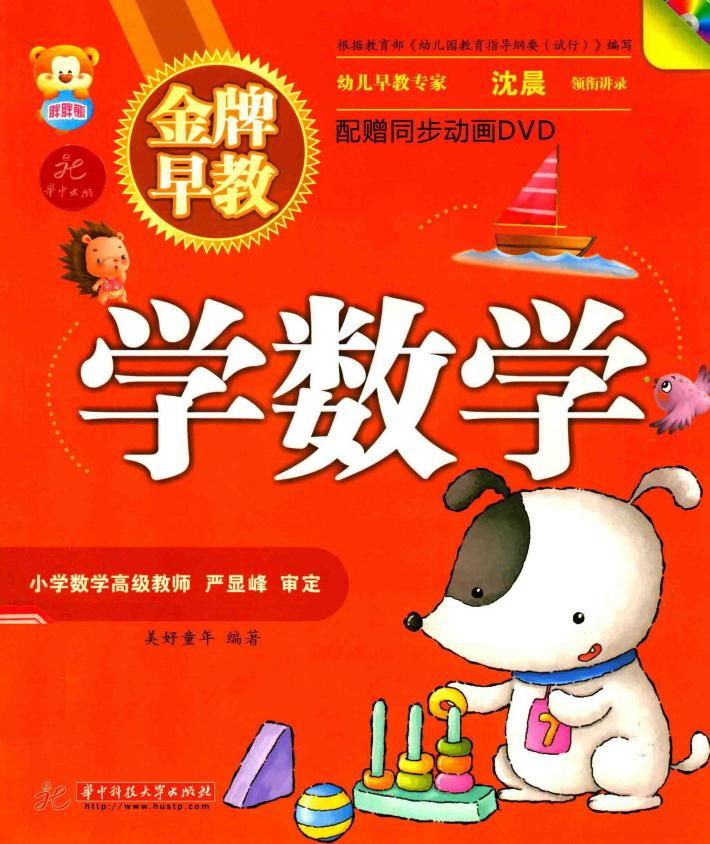 根据教育部《幼儿园教育指导纲要(试行)》编写
幼儿早教专家 沈晨 领衔讲录
配赠同步动画DVD
胖胖熊
华中出版
金牌
早教
学数学
小学数学高级教师 严显峰 审定
美好童年 编著
7
华中科技大学出版社
http://www.hustp.com